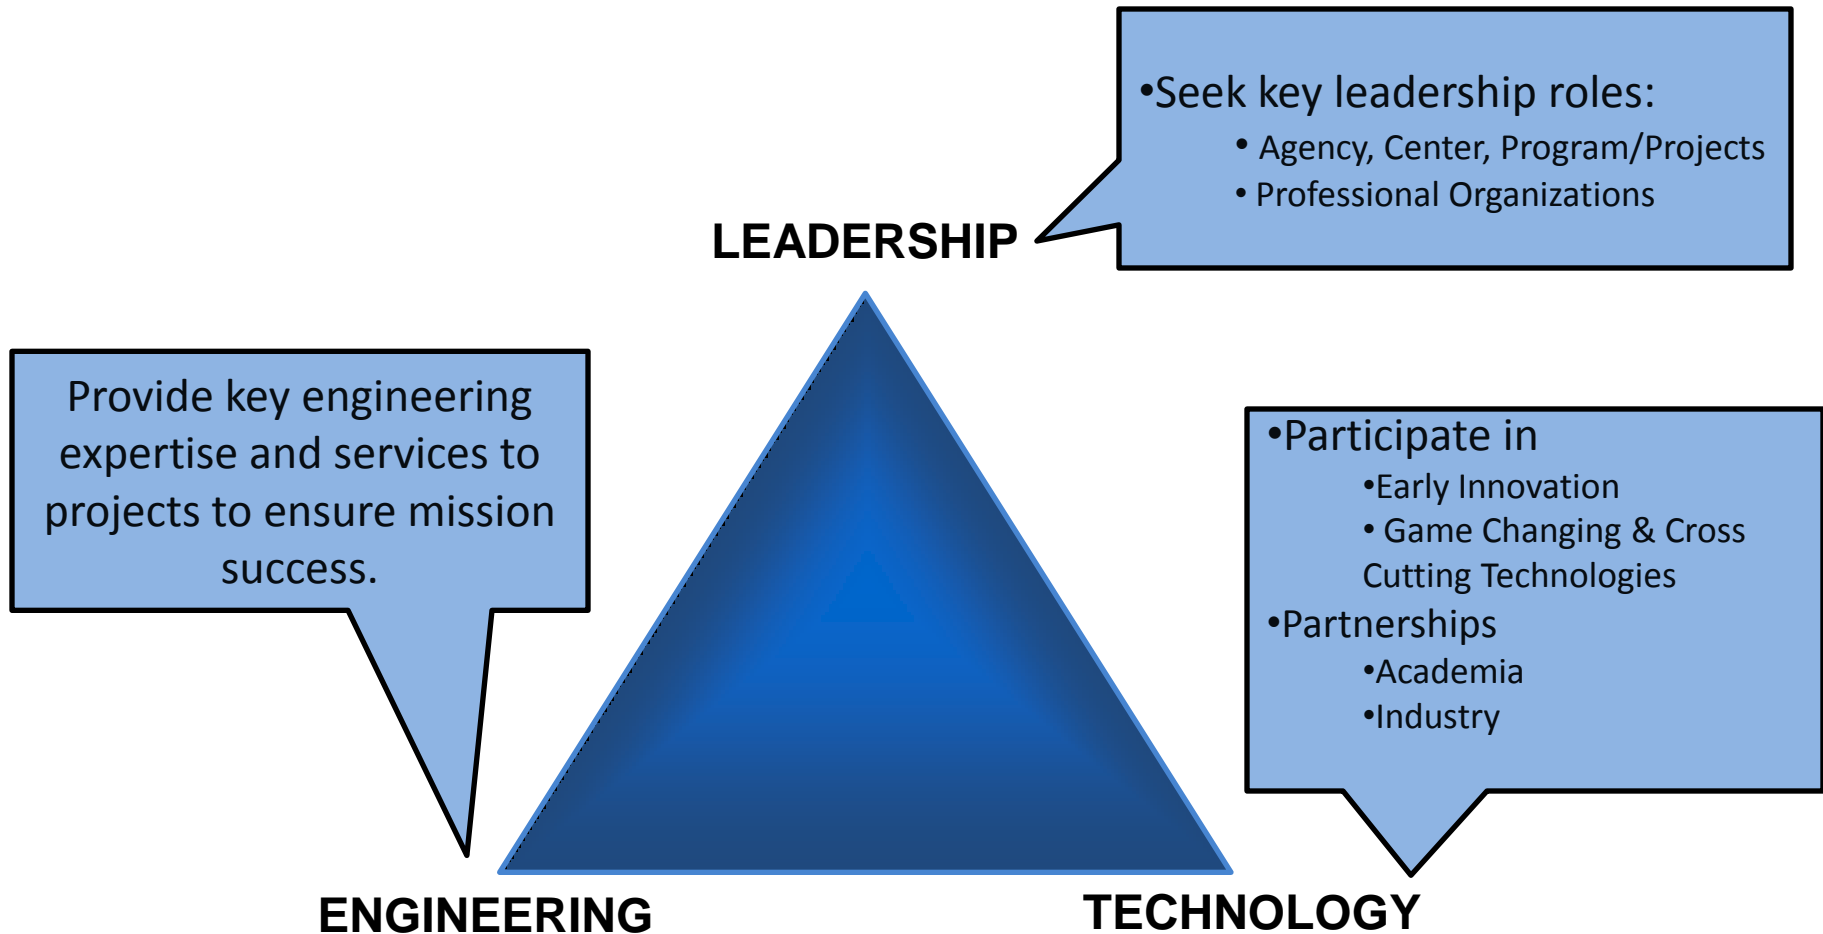 •Seek key leadership roles:
• Agency, Center, Program/Projects
• Professional Organizations
LEADERSHIP
Provide key engineering
expertise and services to
projects to ensure mission
success.
•Participate in
•Early Innovation
• Game Changing & Cross
Cutting Technologies
•Partnerships
•Academia
•Industry
ENGINEERING
TECHNOLOGY